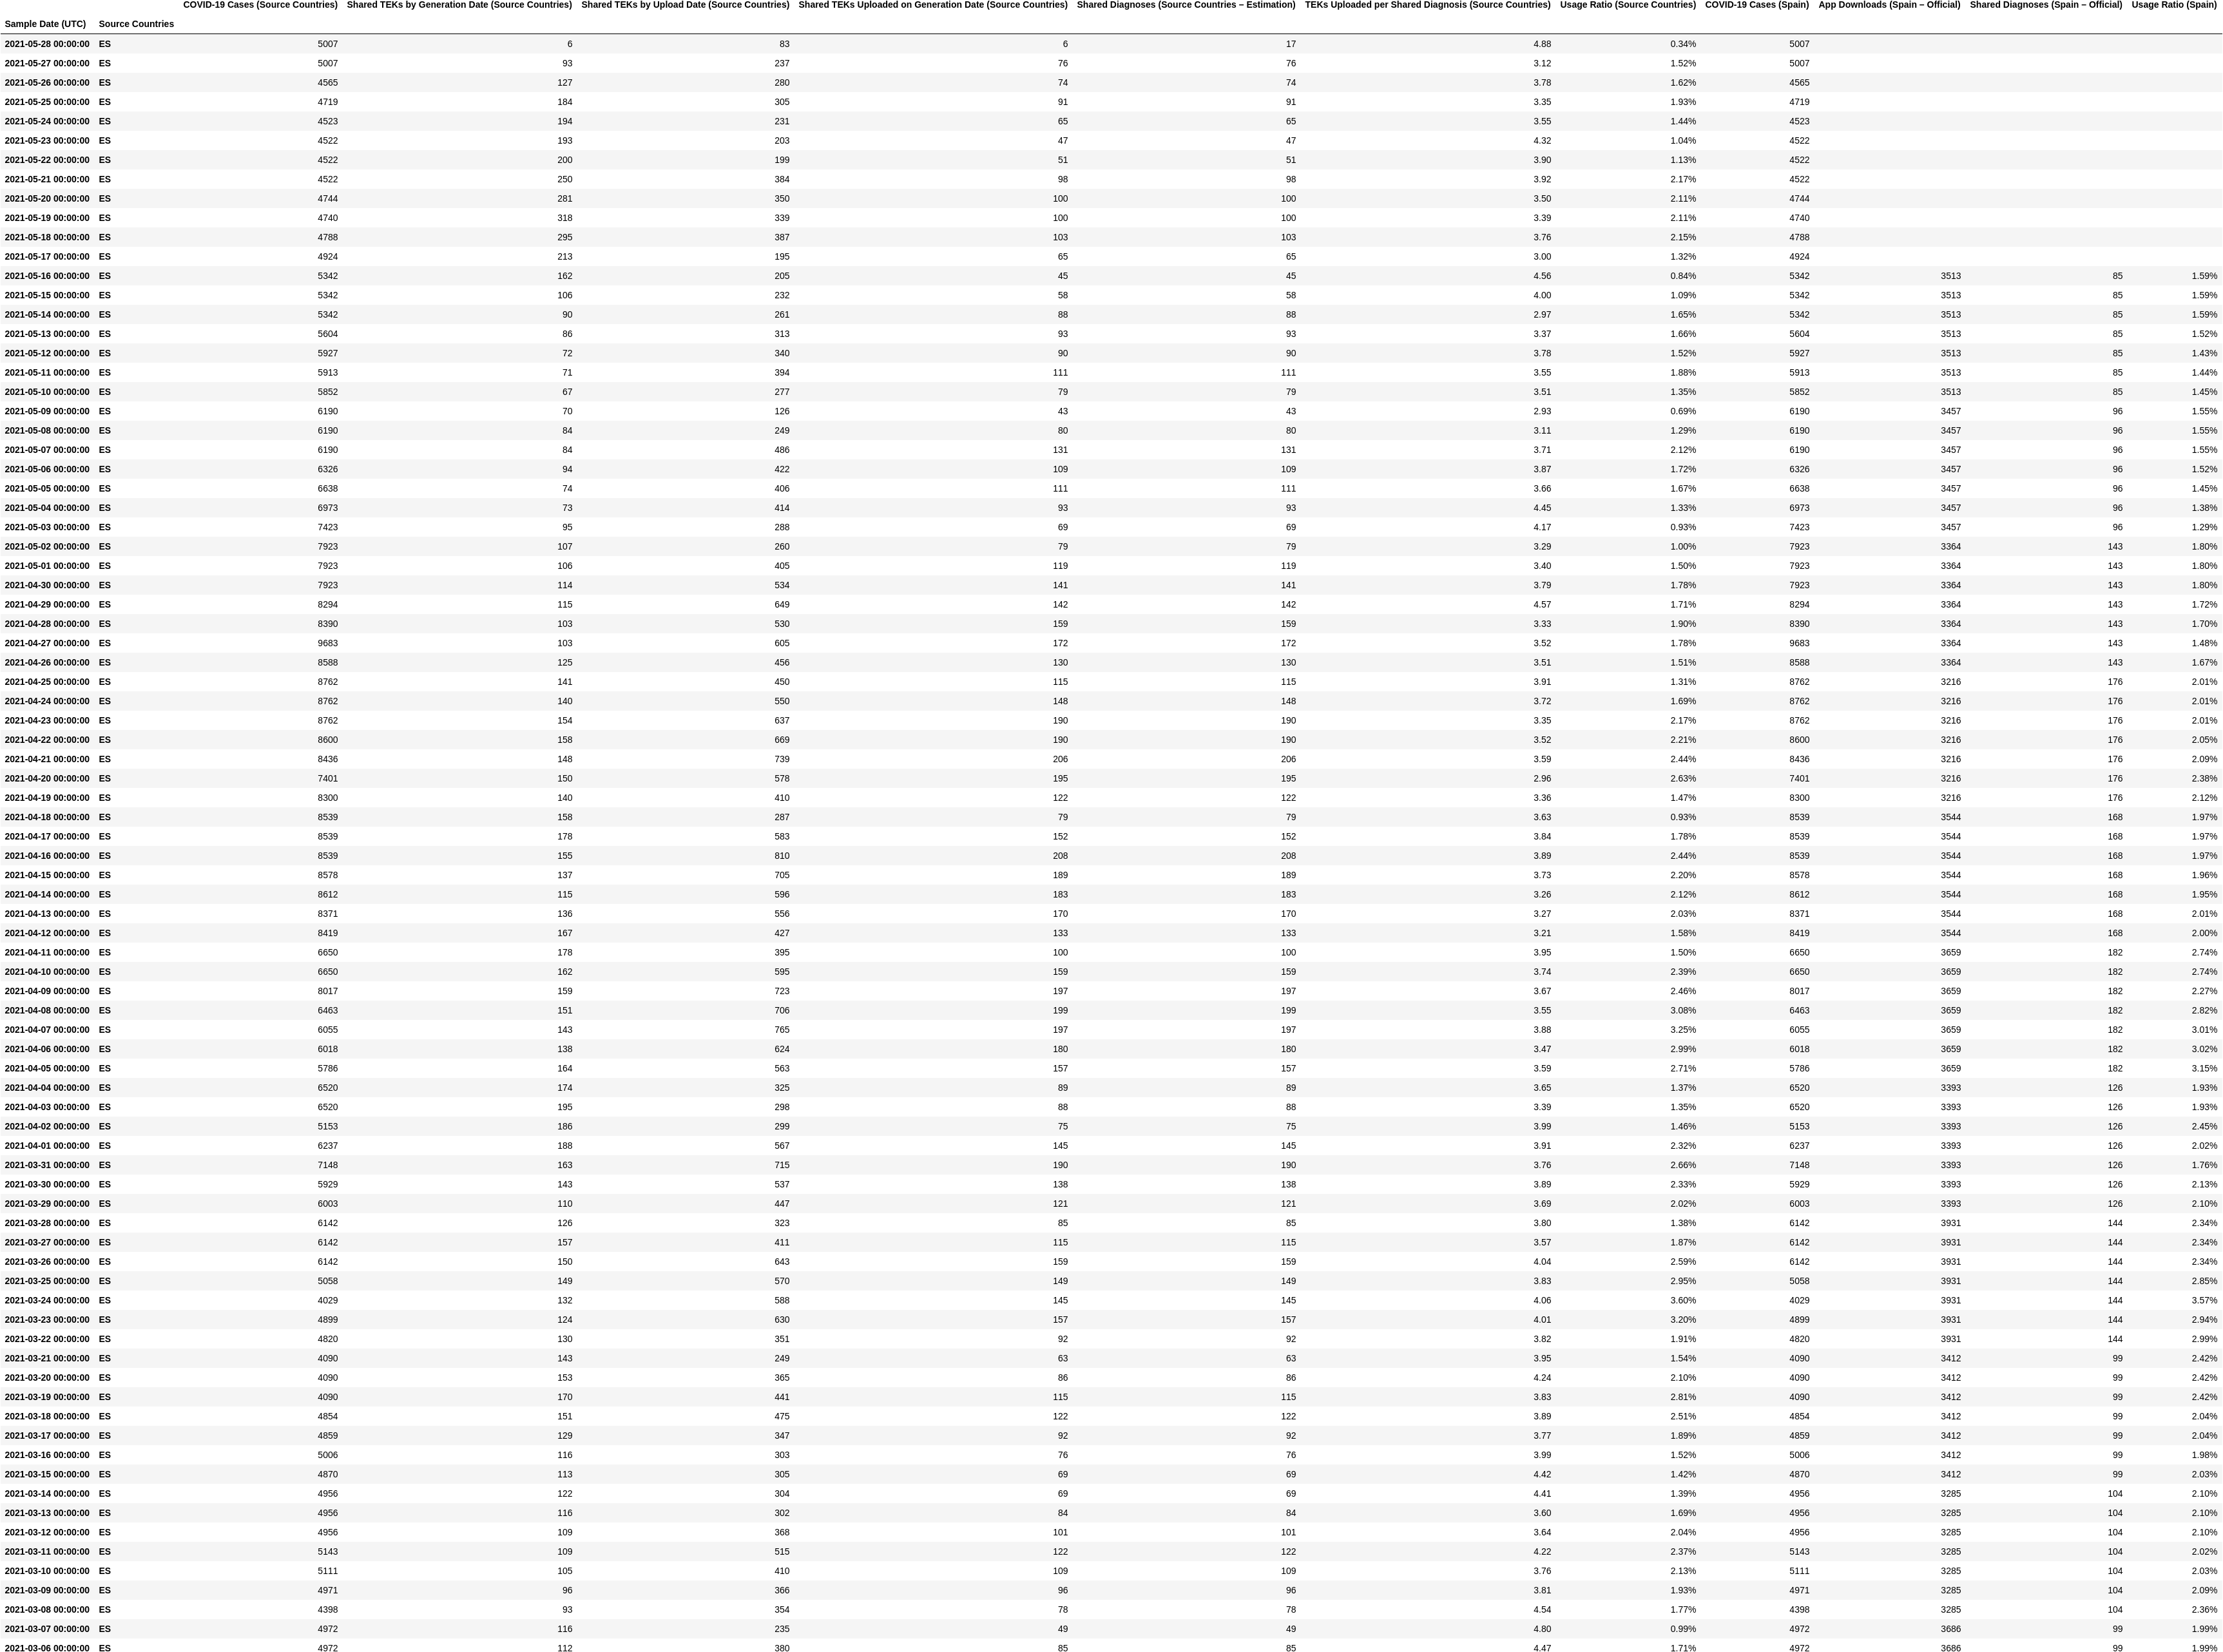 COVID-19 Cases (Source Countries) Shared TEKs by Generation Date (Source Countries) Shared TEKs by Upload Date (Source Countries) Shared TEKs Uploaded on Generation Date (Source Countries) Shared Diagnoses (Source Countries – Estimation) TEKs Uploaded per Shared Diagnosis (Source Countries) Usage Ratio (Source Countries) COVID-19 Cases (Spain) App Downloads (Spain – Official) Shared Diagnoses (Spain – Official) Usage Ratio (Spain)
Sample Date (UTC) Source Countries
2021-05-28 00:00:00 ES 5007 6 83 6 17 4.88 0.34% 5007
2021-05-27 00:00:00 ES 5007 93 237 76 76 3.12 1.52% 5007
2021-05-26 00:00:00 ES 4565 127 280 74 74 3.78 1.62% 4565
2021-05-25 00:00:00 ES 4719 184 305 91 91 3.35 1.93% 4719
2021-05-24 00:00:00 ES 4523 194 231 65 65 3.55 1.44% 4523
2021-05-23 00:00:00 ES 4522 193 203 47 47 4.32 1.04% 4522
2021-05-22 00:00:00 ES 4522 200 199 51 51 3.90 1.13% 4522
2021-05-21 00:00:00 ES 4522 250 384 98 98 3.92 2.17% 4522
2021-05-20 00:00:00 ES 4744 281 350 100 100 3.50 2.11% 4744
2021-05-19 00:00:00 ES 4740 318 339 100 100 3.39 2.11% 4740
2021-05-18 00:00:00 ES 4788 295 387 103 103 3.76 2.15% 4788
2021-05-17 00:00:00 ES 4924 213 195 65 65 3.00 1.32% 4924
2021-05-16 00:00:00 ES 5342 162 205 45 45 4.56 0.84% 5342 3513 85 1.59%
2021-05-15 00:00:00 ES 5342 106 232 58 58 4.00 1.09% 5342 3513 85 1.59%
2021-05-14 00:00:00 ES 5342 90 261 88 88 2.97 1.65% 5342 3513 85 1.59%
2021-05-13 00:00:00 ES 5604 86 313 93 93 3.37 1.66% 5604 3513 85 1.52%
2021-05-12 00:00:00 ES 5927 72 340 90 90 3.78 1.52% 5927 3513 85 1.43%
2021-05-11 00:00:00 ES 5913 71 394 111 111 3.55 1.88% 5913 3513 85 1.44%
2021-05-10 00:00:00 ES 5852 67 277 79 79 3.51 1.35% 5852 3513 85 1.45%
2021-05-09 00:00:00 ES 6190 70 126 43 43 2.93 0.69% 6190 3457 96 1.55%
2021-05-08 00:00:00 ES 6190 84 249 80 80 3.11 1.29% 6190 3457 96 1.55%
2021-05-07 00:00:00 ES 6190 84 486 131 131 3.71 2.12% 6190 3457 96 1.55%
2021-05-06 00:00:00 ES 6326 94 422 109 109 3.87 1.72% 6326 3457 96 1.52%
2021-05-05 00:00:00 ES 6638 74 406 111 111 3.66 1.67% 6638 3457 96 1.45%
2021-05-04 00:00:00 ES 6973 73 414 93 93 4.45 1.33% 6973 3457 96 1.38%
2021-05-03 00:00:00 ES 7423 95 288 69 69 4.17 0.93% 7423 3457 96 1.29%
2021-05-02 00:00:00 ES 7923 107 260 79 79 3.29 1.00% 7923 3364 143 1.80%
2021-05-01 00:00:00 ES 7923 106 405 119 119 3.40 1.50% 7923 3364 143 1.80%
2021-04-30 00:00:00 ES 7923 114 534 141 141 3.79 1.78% 7923 3364 143 1.80%
2021-04-29 00:00:00 ES 8294 115 649 142 142 4.57 1.71% 8294 3364 143 1.72%
2021-04-28 00:00:00 ES 8390 103 530 159 159 3.33 1.90% 8390 3364 143 1.70%
2021-04-27 00:00:00 ES 9683 103 605 172 172 3.52 1.78% 9683 3364 143 1.48%
2021-04-26 00:00:00 ES 8588 125 456 130 130 3.51 1.51% 8588 3364 143 1.67%
2021-04-25 00:00:00 ES 8762 141 450 115 115 3.91 1.31% 8762 3216 176 2.01%
2021-04-24 00:00:00 ES 8762 140 550 148 148 3.72 1.69% 8762 3216 176 2.01%
2021-04-23 00:00:00 ES 8762 154 637 190 190 3.35 2.17% 8762 3216 176 2.01%
2021-04-22 00:00:00 ES 8600 158 669 190 190 3.52 2.21% 8600 3216 176 2.05%
2021-04-21 00:00:00 ES 8436 148 739 206 206 3.59 2.44% 8436 3216 176 2.09%
2021-04-20 00:00:00 ES 7401 150 578 195 195 2.96 2.63% 7401 3216 176 2.38%
2021-04-19 00:00:00 ES 8300 140 410 122 122 3.36 1.47% 8300 3216 176 2.12%
2021-04-18 00:00:00 ES 8539 158 287 79 79 3.63 0.93% 8539 3544 168 1.97%
2021-04-17 00:00:00 ES 8539 178 583 152 152 3.84 1.78% 8539 3544 168 1.97%
2021-04-16 00:00:00 ES 8539 155 810 208 208 3.89 2.44% 8539 3544 168 1.97%
2021-04-15 00:00:00 ES 8578 137 705 189 189 3.73 2.20% 8578 3544 168 1.96%
2021-04-14 00:00:00 ES 8612 115 596 183 183 3.26 2.12% 8612 3544 168 1.95%
2021-04-13 00:00:00 ES 8371 136 556 170 170 3.27 2.03% 8371 3544 168 2.01%
2021-04-12 00:00:00 ES 8419 167 427 133 133 3.21 1.58% 8419 3544 168 2.00%
2021-04-11 00:00:00 ES 6650 178 395 100 100 3.95 1.50% 6650 3659 182 2.74%
2021-04-10 00:00:00 ES 6650 162 595 159 159 3.74 2.39% 6650 3659 182 2.74%
2021-04-09 00:00:00 ES 8017 159 723 197 197 3.67 2.46% 8017 3659 182 2.27%
2021-04-08 00:00:00 ES 6463 151 706 199 199 3.55 3.08% 6463 3659 182 2.82%
2021-04-07 00:00:00 ES 6055 143 765 197 197 3.88 3.25% 6055 3659 182 3.01%
2021-04-06 00:00:00 ES 6018 138 624 180 180 3.47 2.99% 6018 3659 182 3.02%
2021-04-05 00:00:00 ES 5786 164 563 157 157 3.59 2.71% 5786 3659 182 3.15%
2021-04-04 00:00:00 ES 6520 174 325 89 89 3.65 1.37% 6520 3393 126 1.93%
2021-04-03 00:00:00 ES 6520 195 298 88 88 3.39 1.35% 6520 3393 126 1.93%
2021-04-02 00:00:00 ES 5153 186 299 75 75 3.99 1.46% 5153 3393 126 2.45%
2021-04-01 00:00:00 ES 6237 188 567 145 145 3.91 2.32% 6237 3393 126 2.02%
2021-03-31 00:00:00 ES 7148 163 715 190 190 3.76 2.66% 7148 3393 126 1.76%
2021-03-30 00:00:00 ES 5929 143 537 138 138 3.89 2.33% 5929 3393 126 2.13%
2021-03-29 00:00:00 ES 6003 110 447 121 121 3.69 2.02% 6003 3393 126 2.10%
2021-03-28 00:00:00 ES 6142 126 323 85 85 3.80 1.38% 6142 3931 144 2.34%
2021-03-27 00:00:00 ES 6142 157 411 115 115 3.57 1.87% 6142 3931 144 2.34%
2021-03-26 00:00:00 ES 6142 150 643 159 159 4.04 2.59% 6142 3931 144 2.34%
2021-03-25 00:00:00 ES 5058 149 570 149 149 3.83 2.95% 5058 3931 144 2.85%
2021-03-24 00:00:00 ES 4029 132 588 145 145 4.06 3.60% 4029 3931 144 3.57%
2021-03-23 00:00:00 ES 4899 124 630 157 157 4.01 3.20% 4899 3931 144 2.94%
2021-03-22 00:00:00 ES 4820 130 351 92 92 3.82 1.91% 4820 3931 144 2.99%
2021-03-21 00:00:00 ES 4090 143 249 63 63 3.95 1.54% 4090 3412 99 2.42%
2021-03-20 00:00:00 ES 4090 153 365 86 86 4.24 2.10% 4090 3412 99 2.42%
2021-03-19 00:00:00 ES 4090 170 441 115 115 3.83 2.81% 4090 3412 99 2.42%
2021-03-18 00:00:00 ES 4854 151 475 122 122 3.89 2.51% 4854 3412 99 2.04%
2021-03-17 00:00:00 ES 4859 129 347 92 92 3.77 1.89% 4859 3412 99 2.04%
2021-03-16 00:00:00 ES 5006 116 303 76 76 3.99 1.52% 5006 3412 99 1.98%
2021-03-15 00:00:00 ES 4870 113 305 69 69 4.42 1.42% 4870 3412 99 2.03%
2021-03-14 00:00:00 ES 4956 122 304 69 69 4.41 1.39% 4956 3285 104 2.10%
2021-03-13 00:00:00 ES 4956 116 302 84 84 3.60 1.69% 4956 3285 104 2.10%
2021-03-12 00:00:00 ES 4956 109 368 101 101 3.64 2.04% 4956 3285 104 2.10%
2021-03-11 00:00:00 ES 5143 109 515 122 122 4.22 2.37% 5143 3285 104 2.02%
2021-03-10 00:00:00 ES 5111 105 410 109 109 3.76 2.13% 5111 3285 104 2.03%
2021-03-09 00:00:00 ES 4971 96 366 96 96 3.81 1.93% 4971 3285 104 2.09%
2021-03-08 00:00:00 ES 4398 93 354 78 78 4.54 1.77% 4398 3285 104 2.36%
2021-03-07 00:00:00 ES 4972 116 235 49 49 4.80 0.99% 4972 3686 99 1.99%
2021-03-06 00:00:00 ES 4972 112 380 85 85 4.47 1.71% 4972 3686 99 1.99%